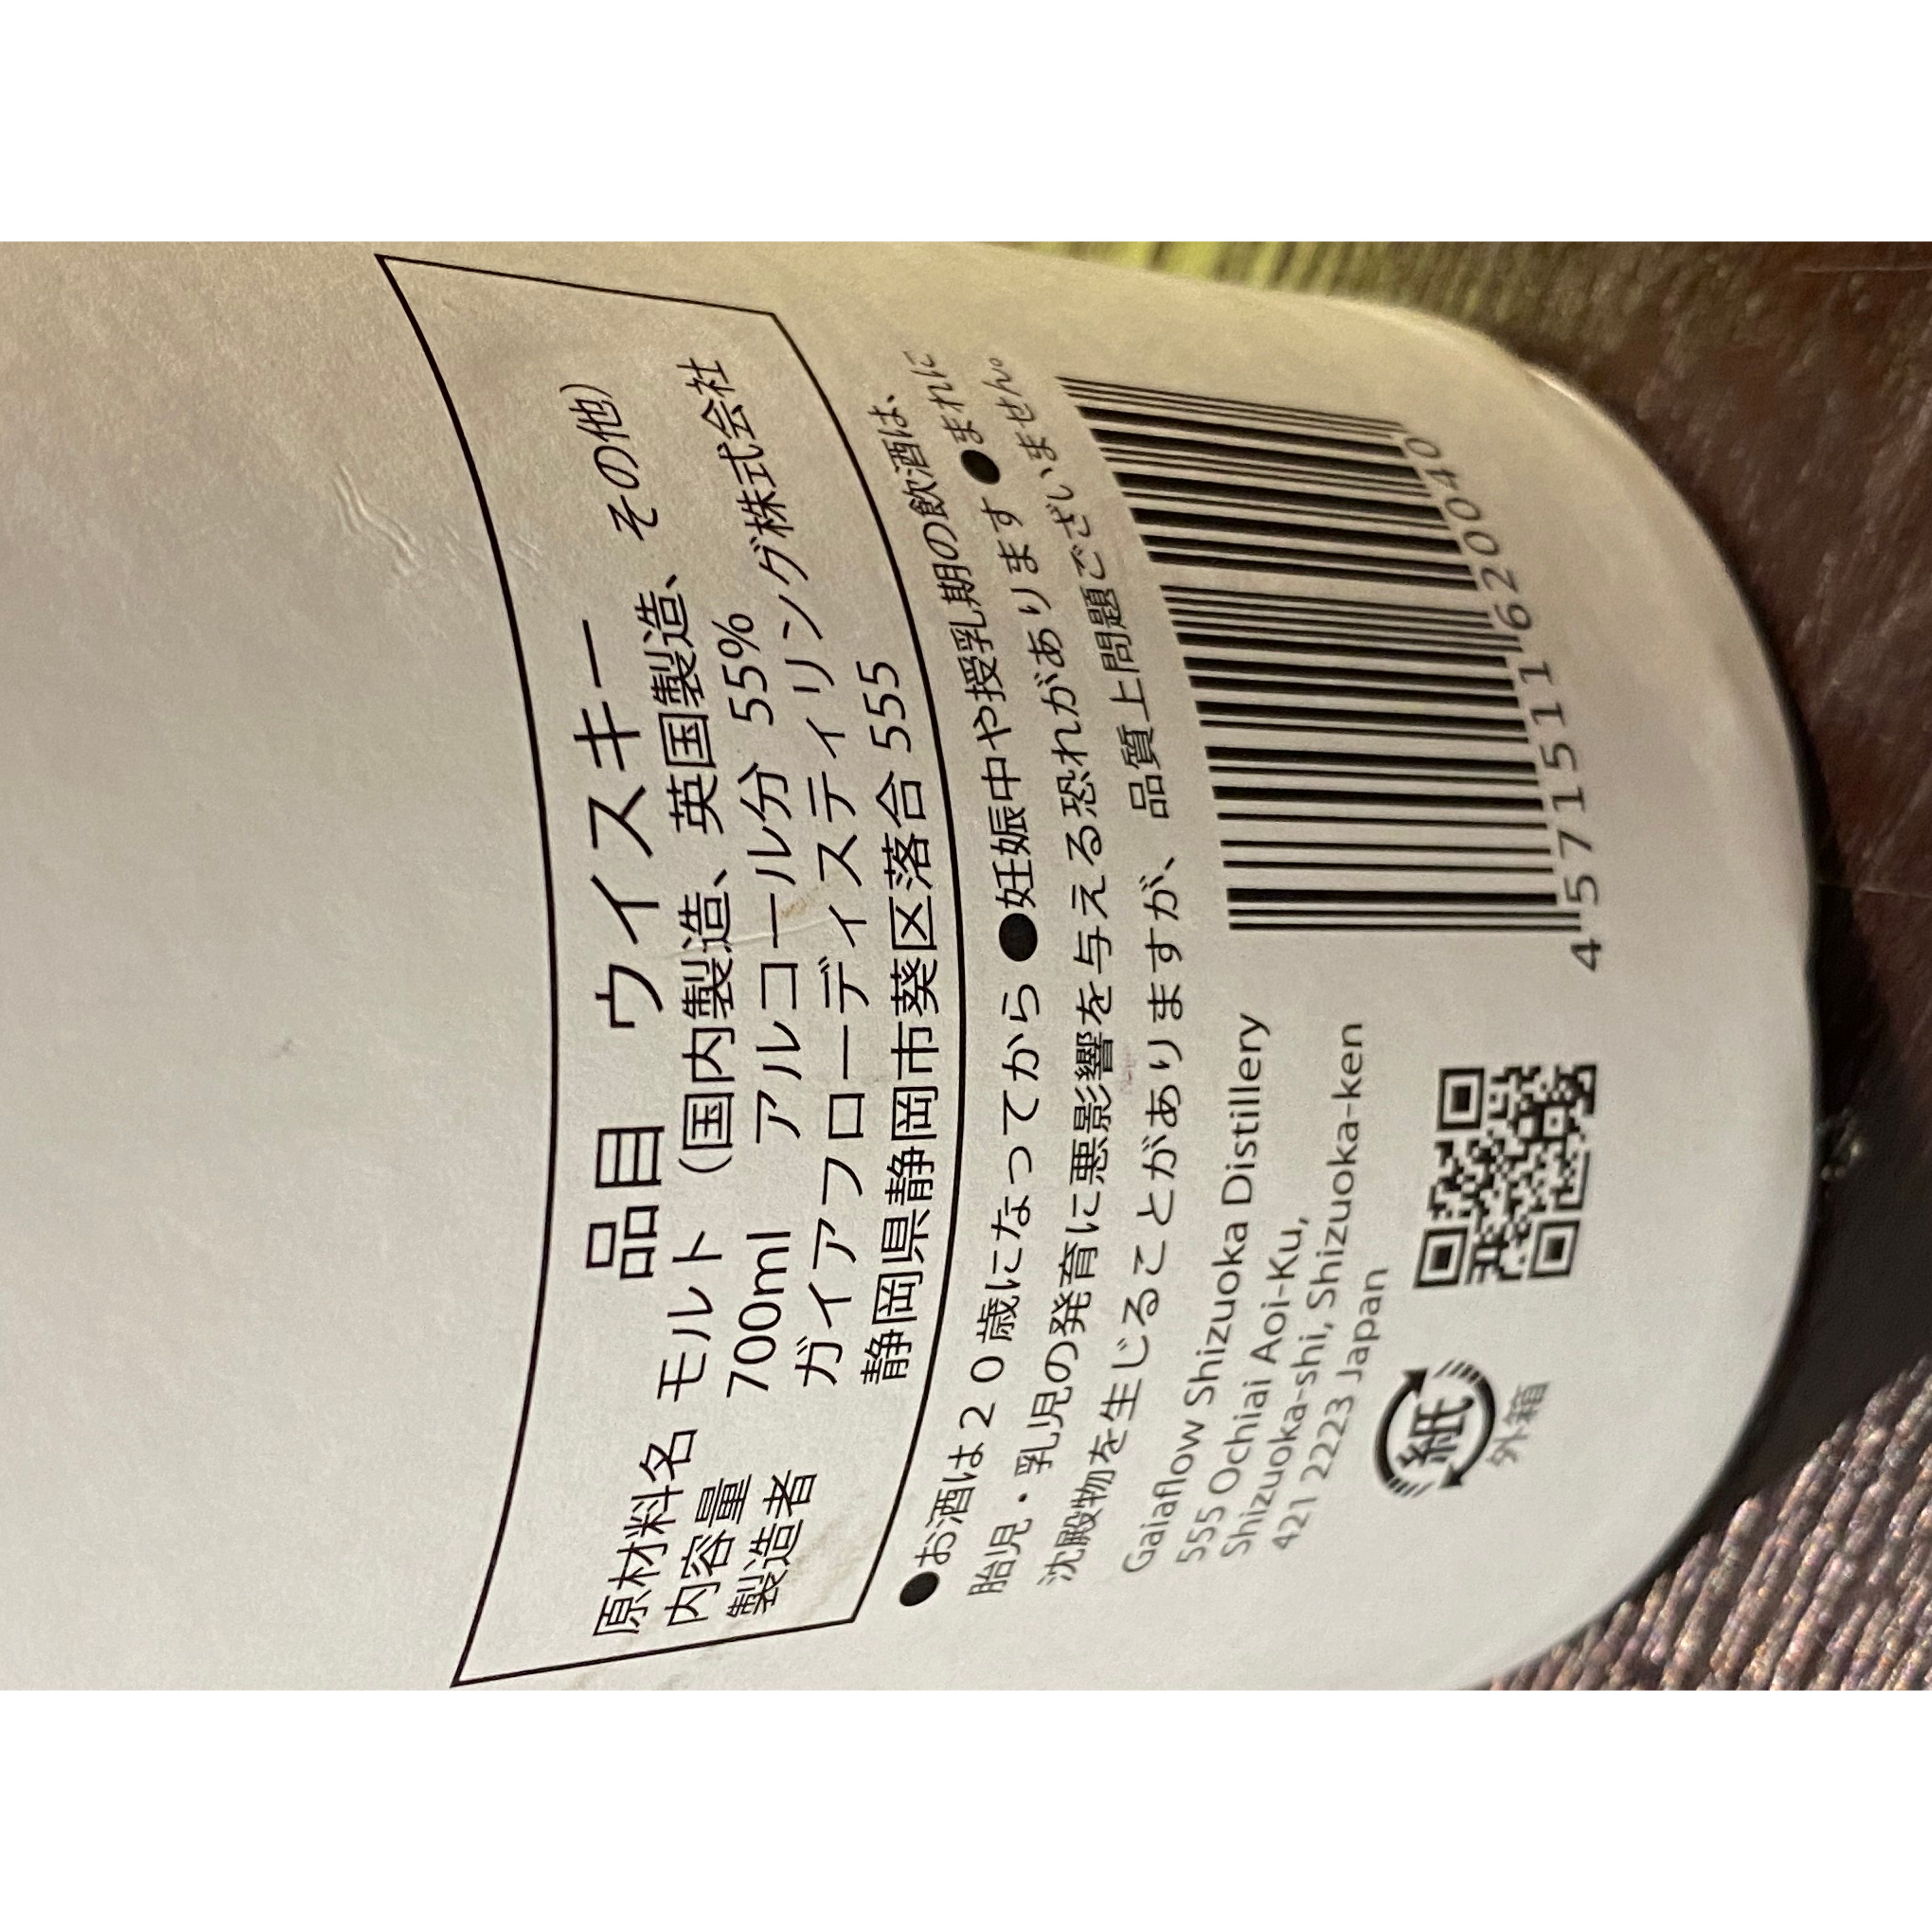 品目 ウイスキー
原材料名 モルト（国内製造、英国製造、その他）
内容量 700ml アルコール分 55%
製造者 ガイアフローディスティリング株式会社
静岡県静岡市葵区落合 555
●お酒は２０歳になってから ●妊娠中や授乳期の飲酒は、
胎児・乳児の発育に悪影響を与える恐れがあります ●まれに
沈殿物を生じることがありますが、品質上問題ございません。
Gaiaflow Shizuoka Distillery
555 Ochiai Aoi-Ku,
Shizuoka-shi, Shizuoka-ken
421 2223 Japan
紙
外箱
4 571511 620040